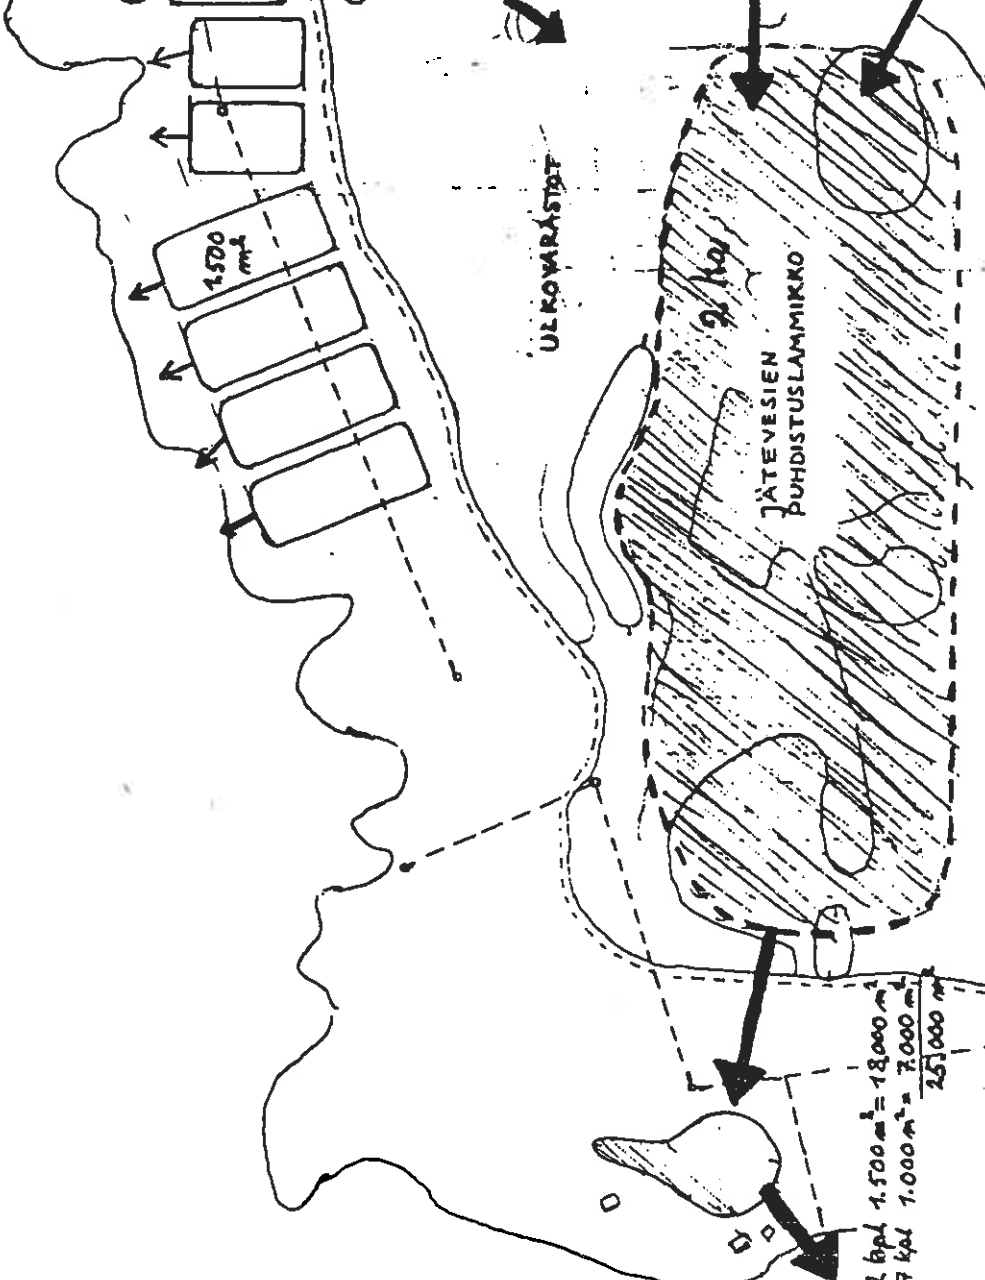 1.500
m²
ULKOVARASTOT
2 ha
JÄTEVESIEN
PUHDISTUSLAMMIKKO
kpl 1.500 m² = 18.000 m²
7 kpl 1.000 m² = 7.000 m²
25.000 m²